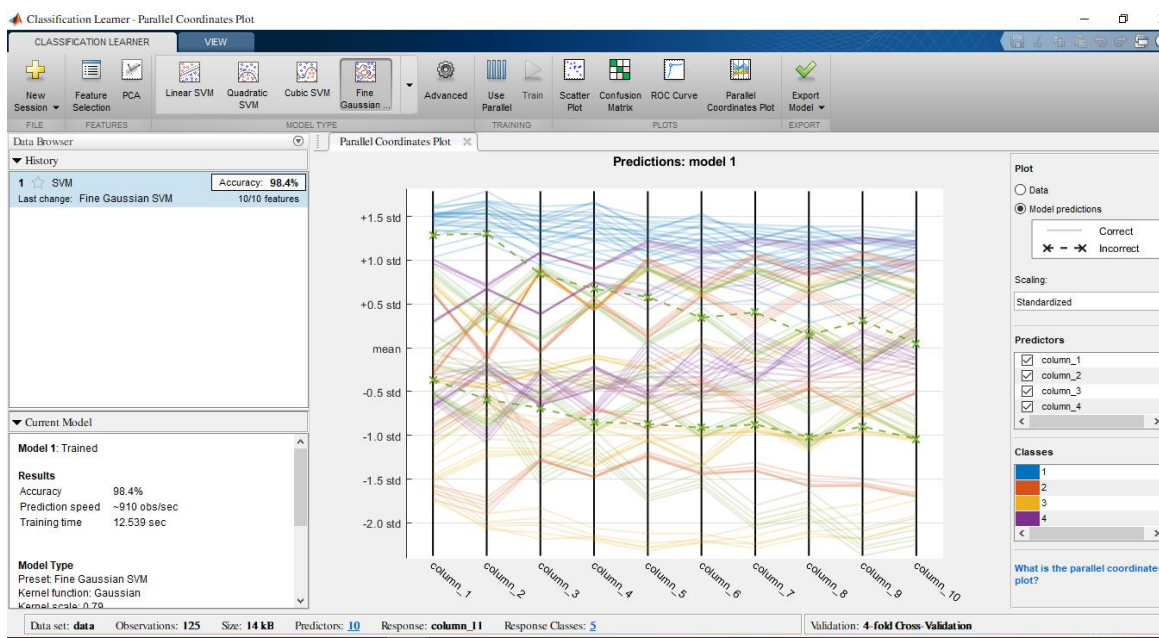 Classification Learner - Parallel Coordinates Plot
CLASSIFICATION LEARNER VIEW
New Session
Feature Selection
PCA
Linear SVM
Quadratic SVM
Cubic SVM
Fine Gaussian ...
Advanced
Use Parallel
Train
Scatter Plot
Confusion Matrix
ROC Curve
Parallel Coordinates Plot
Export Model
FILE FEATURES MODEL TYPE TRAINING PLOTS EXPORT
Data Browser
History
1 SVM Accuracy: 98.4%
Last change: Fine Gaussian SVM 10/10 features
Current Model
Model 1: Trained
Results
Accuracy 98.4%
Prediction speed ~910 obs/sec
Training time 12.539 sec
Model Type
Preset: Fine Gaussian SVM
Kernel function: Gaussian
Kernel scale: 0.79
Parallel Coordinates Plot
Predictions: model 1
+1.5 std
+1.0 std
+0.5 std
mean
-0.5 std
-1.0 std
-1.5 std
-2.0 std
column_1
column_2
column_3
column_4
column_5
column_6
column_7
column_8
column_9
column_10
Plot
Data
Model predictions
Correct
Incorrect
Scaling:
Standardized
Predictors
column_1
column_2
column_3
column_4
Classes
1
2
3
4
What is the parallel coordinates
plot?
Data set: data Observations: 125 Size: 14 kB Predictors: 10 Response: column_11 Response Classes: 5 Validation: 4-fold Cross-Validation